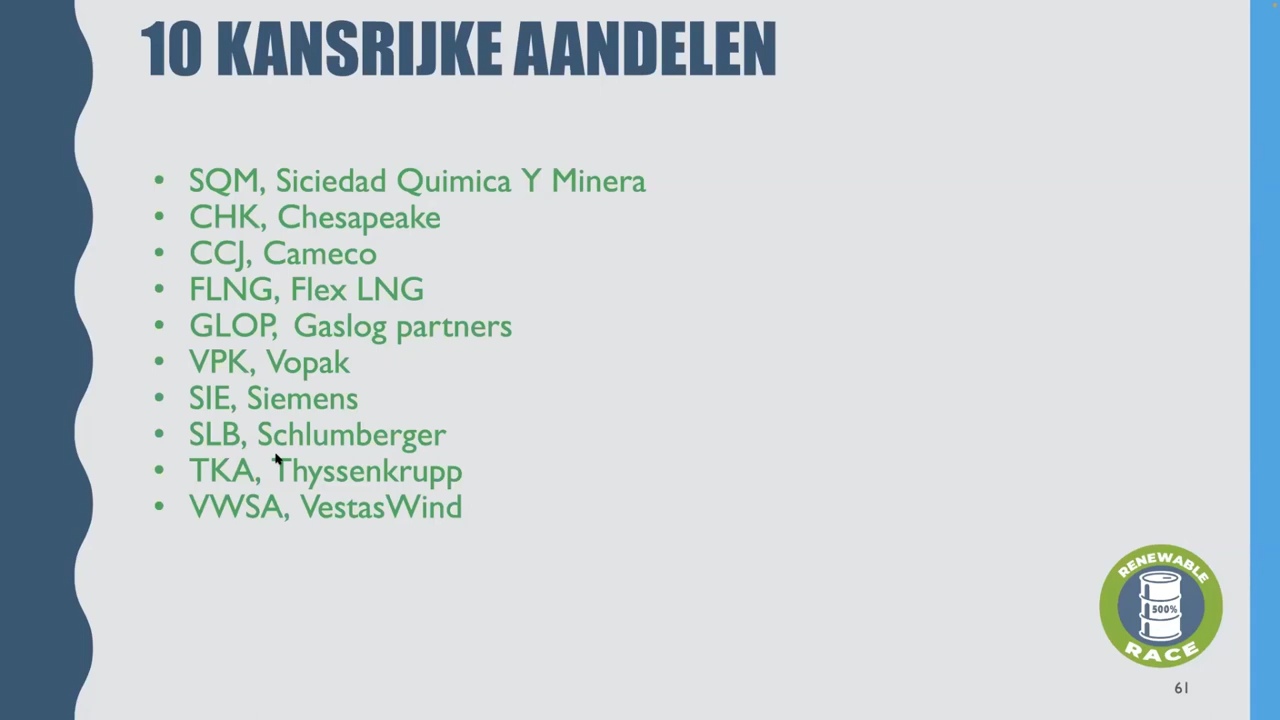 10 KANSRIJKE AANDELEN
• SQM, Siciedad Quimica Y Minera
• CHK, Chesapeake
• CCJ, Cameco
• FLNG, Flex LNG
• GLOP, Gaslog partners
• VPK, Vopak
• SIE, Siemens
• SLB, Schlumberger
• TKA, Thyssenkrupp
• VWSA, VestasWind
RENEWABLE
500%
RACE
61